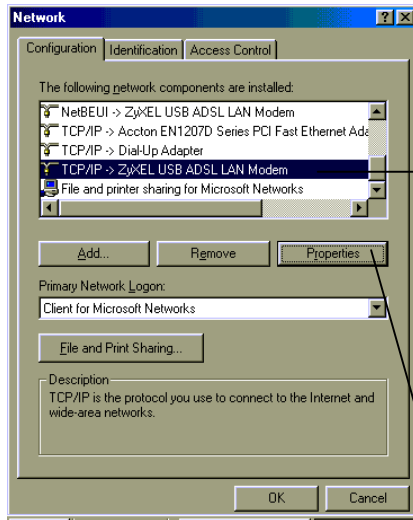 Network
Configuration Identification Access Control
The following network components are installed:
NetBEUI -> ZyXEL USB ADSL LAN Modem
TCP/IP -> Accton EN1207D Series PCI Fast Ethernet Ada
TCP/IP -> Dial-Up Adapter
TCP/IP -> ZyXEL USB ADSL LAN Modem
File and printer sharing for Microsoft Networks
Add... Remove Properties
Primary Network Logon:
Client for Microsoft Networks
File and Print Sharing...
Description
TCP/IP is the protocol you use to connect to the Internet and
wide-area networks.
OK Cancel